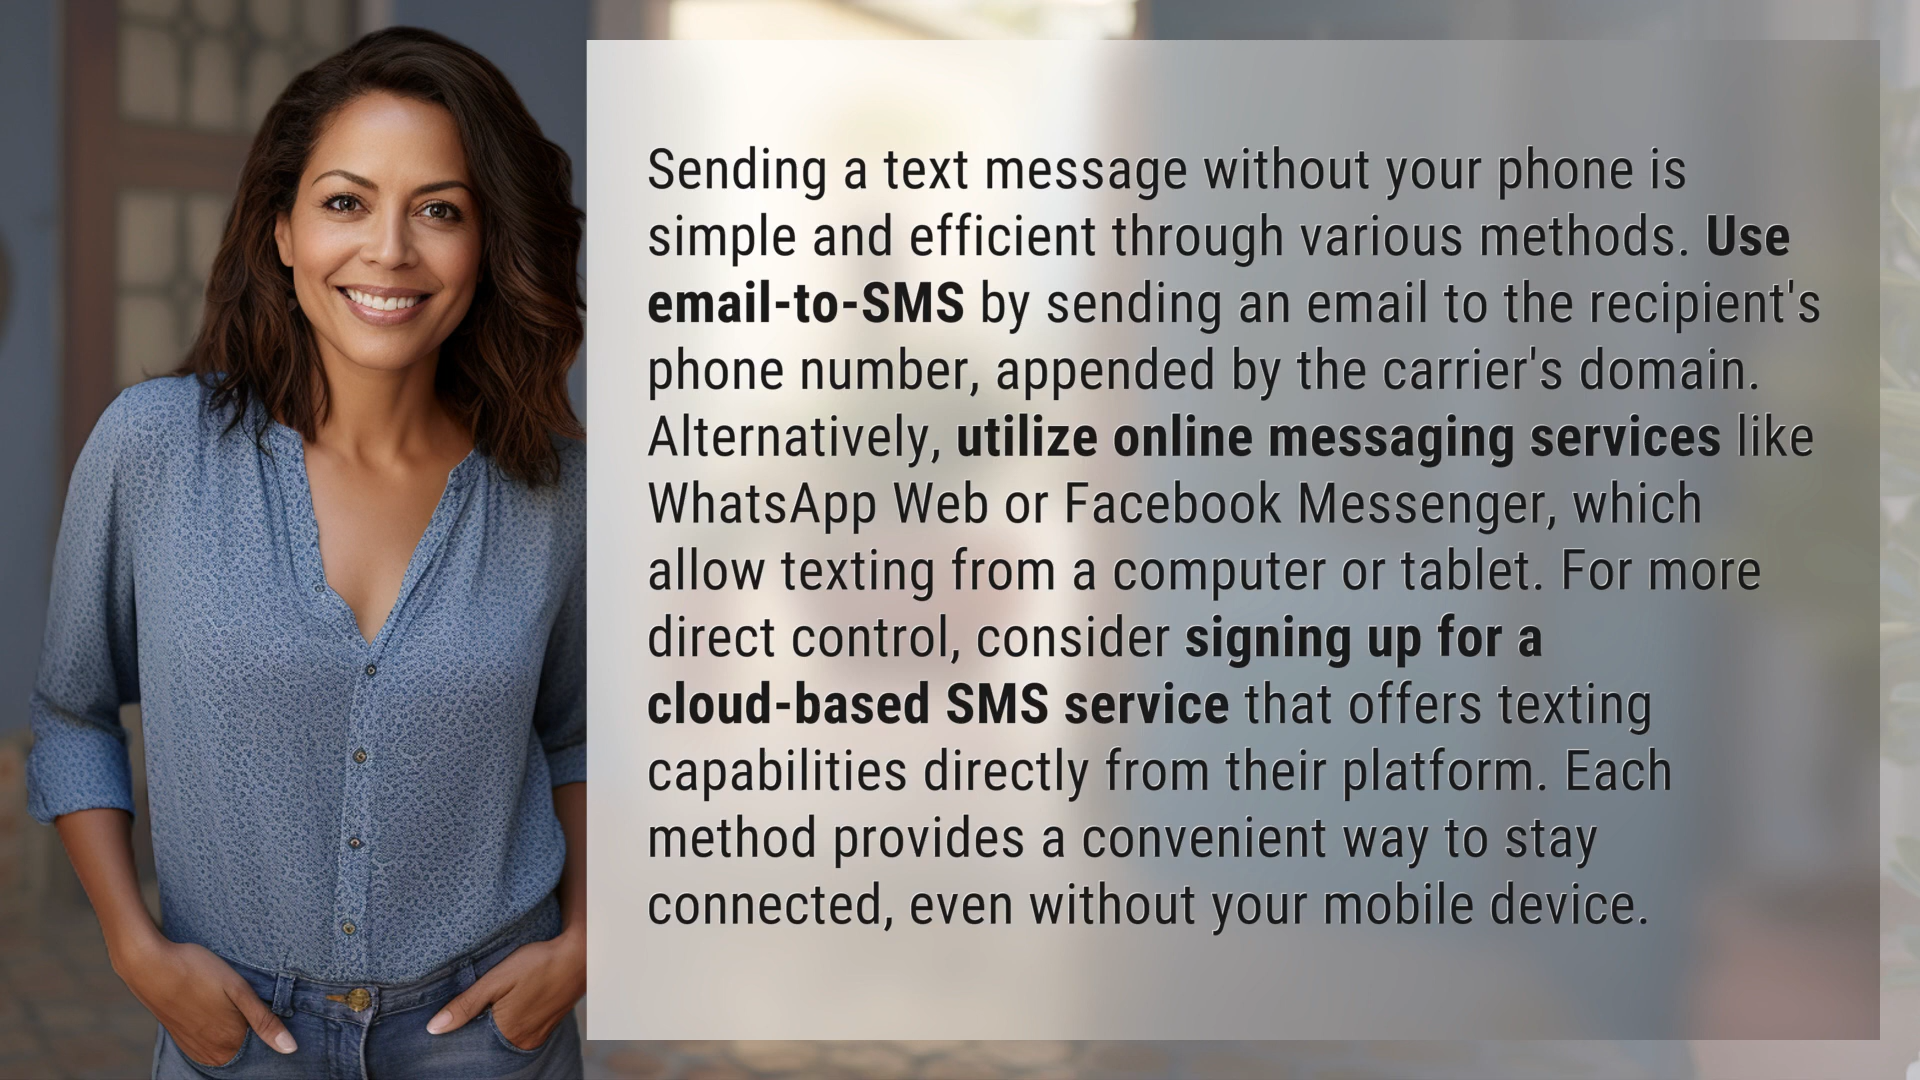 Sending a text message without your phone is
simple and efficient through various methods. Use
email-to-SMS by sending an email to the recipient's
phone number, appended by the carrier's domain.
Alternatively, utilize online messaging services like
WhatsApp Web or Facebook Messenger, which
allow texting from a computer or tablet. For more
direct control, consider signing up for a
cloud-based SMS service that offers texting
capabilities directly from their platform. Each
method provides a convenient way to stay
connected, even without your mobile device.